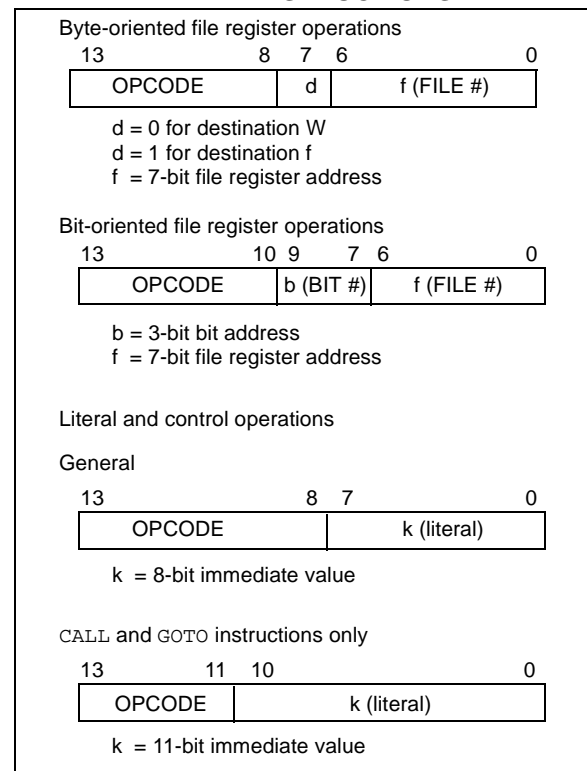 Byte-oriented file register operations
13 8 7 6 0
OPCODE d f (FILE #)
d = 0 for destination W
d = 1 for destination f
f = 7-bit file register address
Bit-oriented file register operations
13 10 9 7 6 0
OPCODE b (BIT #) f (FILE #)
b = 3-bit bit address
f = 7-bit file register address
Literal and control operations
General
13 8 7 0
OPCODE k (literal)
k = 8-bit immediate value
CALL and GOTO instructions only
13 11 10 0
OPCODE k (literal)
k = 11-bit immediate value